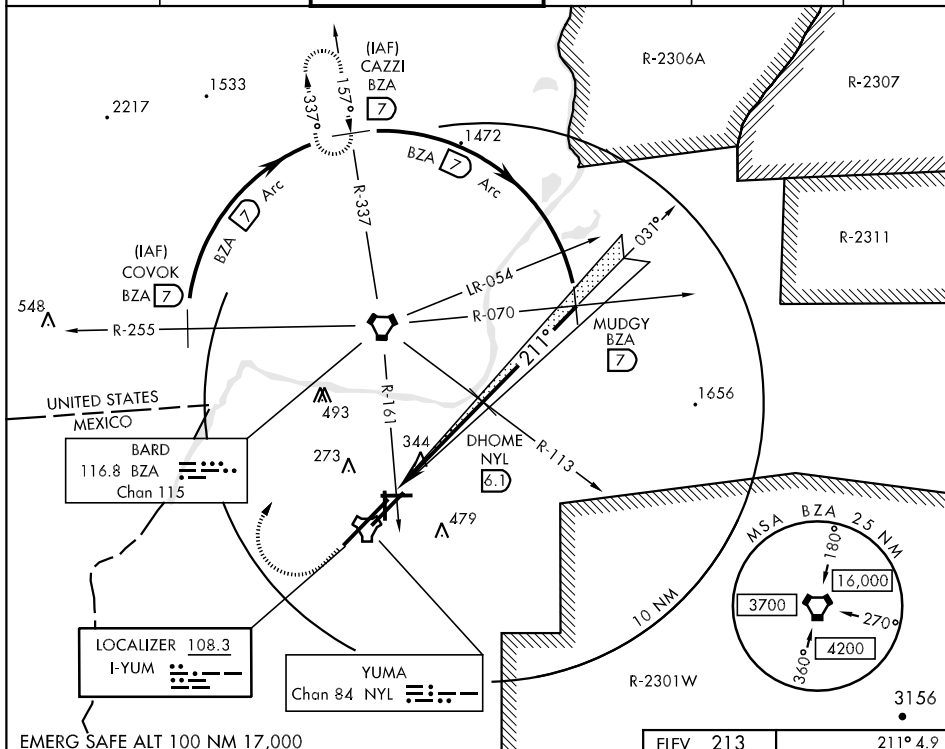 (IAF)
CAZZI
BZA
7
R-2306A
R-2307
1533
2217
337°
157°
1472
BZA 7 Arc
BZA 7 Arc
R-337
(IAF)
COVOK
BZA 7
R-2311
031°
LR-054
R-070
548
R-255
MUDGY
BZA
7
211°
1656
UNITED STATES
MEXICO
493
R-161
BARD
116.8 BZA
Chan 115
273
344
DHOME
NYL
6.1
R-113
479
MSA BZA 25 NM
180°
16,000
3700
270°
4200
360°
10 NM
LOCALIZER 108.3
I-YUM
YUMA
Chan 84 NYL
R-2301W
3156
EMERG SAFE ALT 100 NM 17,000
ELEV 213
211° 4.9